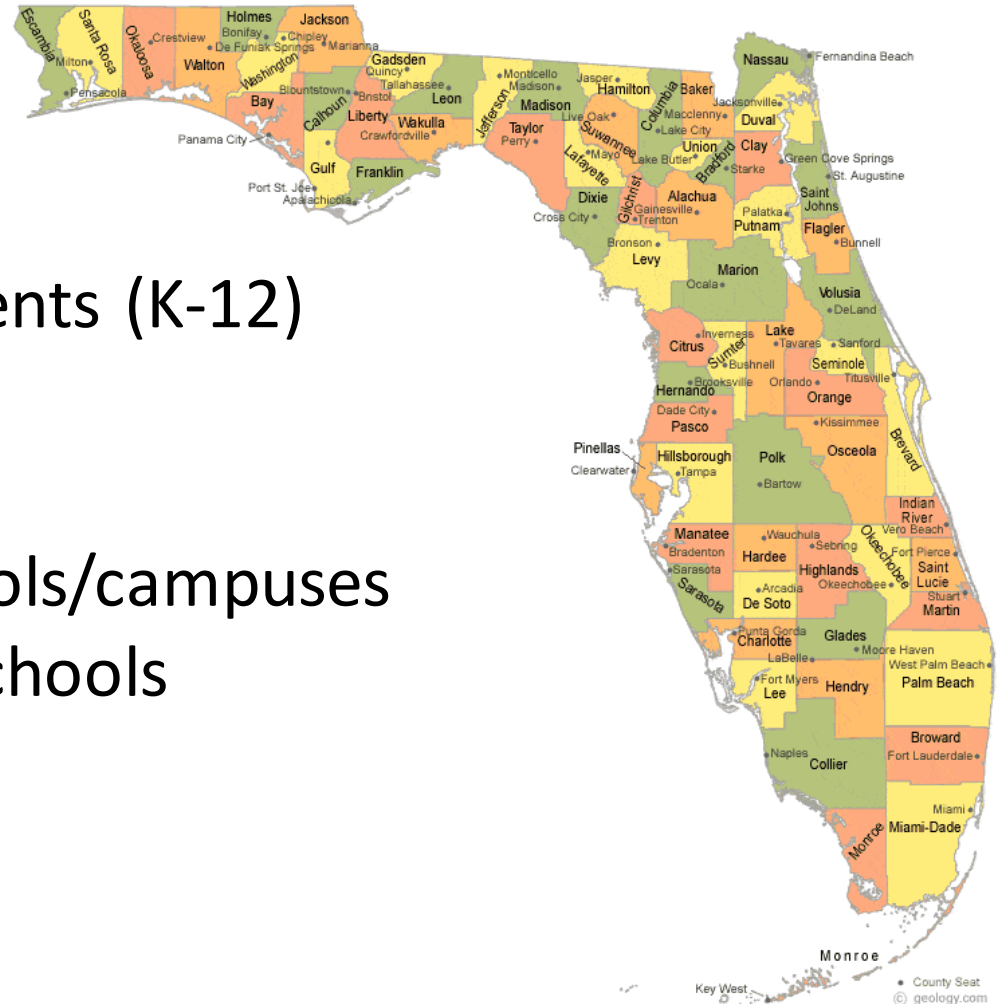 Escambia
Santa Rosa
Okaloosa
Crestview
Milton
Pensacola
Walton
De Funiak Springs
Holmes
Bonifay
Chipley
Washington
Jackson
Marianna
Bay
Panama City
Blountstown
Calhoun
Bristol
Liberty
Gulf
Port St. Joe
Apalachicola
Franklin
Gadsden
Quincy
Tallahassee
Leon
Wakulla
Crawfordville
Jefferson
Monticello
Madison
Madison
Taylor
Perry
Jasper
Hamilton
Live Oak
Suwannee
Mayo
Lafayette
Columbia
Lake City
Baker
Macclenny
Nassau
Fernandina Beach
Jacksonville
Duval
Union
Lake Butler
Bradford
Starke
Clay
Green Cove Springs
St. Augustine
Saint
Johns
Dixie
Cross City
Gilchrist
Trenton
Alachua
Gainesville
Palatka
Putnam
Flagler
Bunnell
Bronson
Levy
Marion
Ocala
Volusia
DeLand
ents (K-12)
Citrus
Inverness
Sumter
Bushnell
Lake
Tavares
Sanford
Seminole
Titusville
Hernando
Brooksville
Orlando
Orange
Dade City
Pasco
Kissimmee
Osceola
Brevard
Pinellas
Clearwater
Hillsborough
Tampa
Polk
Bartow
Indian
River
Vero Beach
ols/campuses
chools
Manatee
Bradenton
Wauchula
Hardee
Sebring
Highlands
Okeechobee
Okeechobee
Fort Pierce
Saint
Lucie
Stuart
Martin
Sarasota
Sarasota
Arcadia
De Soto
Punta Gorda
Charlotte
Glades
Moore Haven
LaBelle
Fort Myers
Lee
Hendry
West Palm Beach
Palm Beach
Naples
Collier
Broward
Fort Lauderdale
Miami
Miami-Dade
Monroe
Monroe
Key West
County Seat
© geology.com